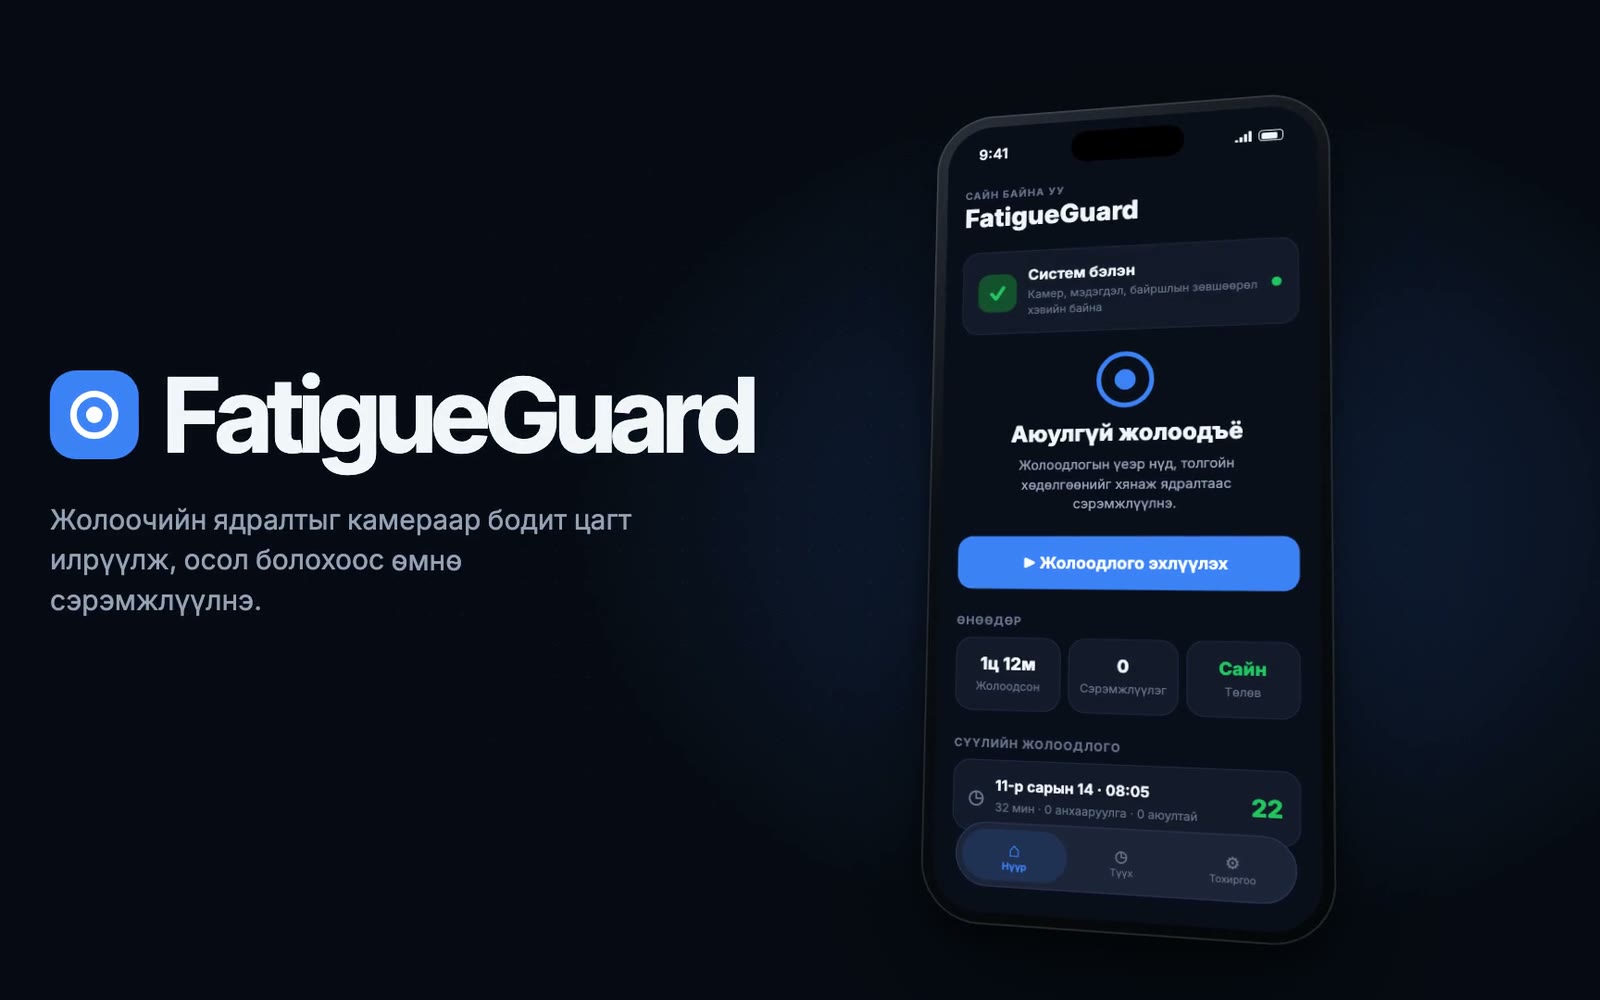 FatigueGuard
Жолоочийн ядралтыг камераар бодит цагт
илрүүлж, осол болохоос өмнө
сэрэмжлүүлнэ.
9:41
САЙН БАЙНА УУ
FatigueGuard
Систем бэлэн
Камер, мэдэгдэл, байршлын зөвшөөрөл
хэвийн байна
Аюулгүй жолоодъё
Жолоодлогын үеэр нүд, толгойн
хөдөлгөөнийг хянаж ядралтаас
сэрэмжлүүлнэ.
Жолоодлого эхлүүлэх
ӨНӨӨДӨР
1ц 12м
Жолоодсон
0
Сэрэмжлүүлэг
Сайн
Төлөв
СҮҮЛИЙН ЖОЛООДЛОГО
11-р сарын 14 · 08:05
32 мин · 0 анхааруулга · 0 аюултай
22
Нүүр
Түүх
Тохиргоо